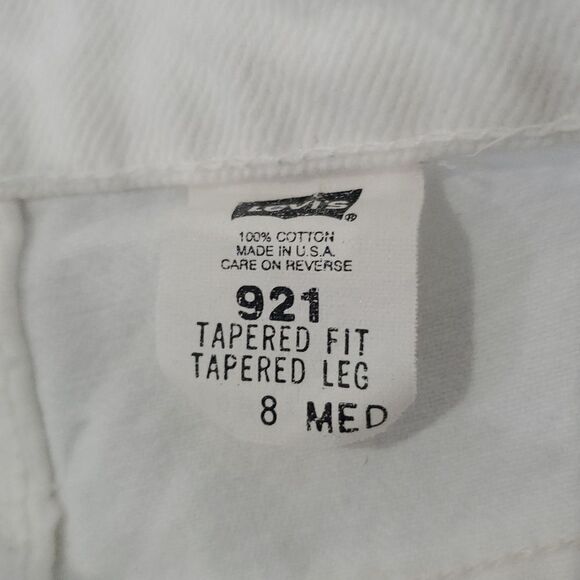 LEVI'S ®
100% COTTON
MADE IN U.S.A.
CARE ON REVERSE
921
TAPERED FIT
TAPERED LEG
8 MED